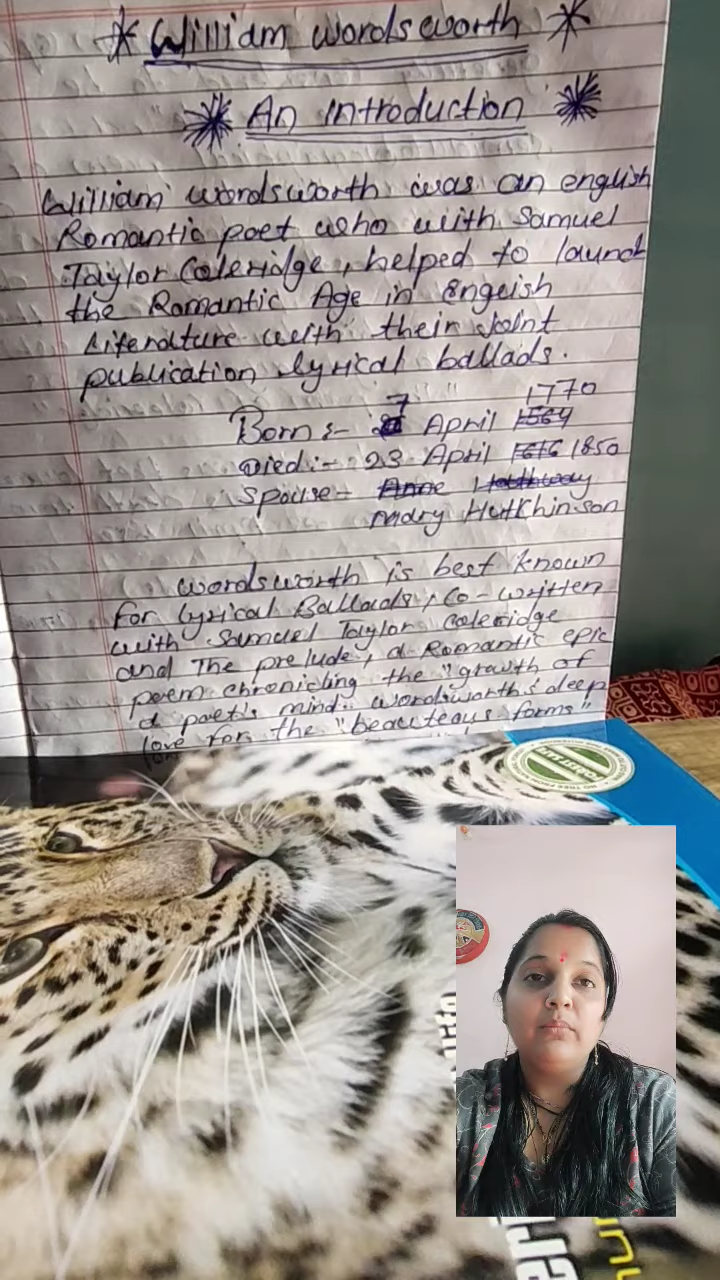 William wordsworth
An Introduction
William wordsworth was an english
Romantic poet who with Samuel
Taylor Coleridge, helped to launch
the Romantic Age in Engeish
Literature with their Joint
publication lyrical ballads.
7 1770
Born :- April 1564
Died :- 23 April 1616 1850
Spouse - Anne Hathway
Mary Hutchinson
wordsworth is best known
for Lyrical Ballads, Co-written
with Samuel Taylor Coleridge
and The prelude, a Romantic epic
poem chronicling the "growth of
a poet's mind. wordsworth's deep
love for the "beauteous forms"